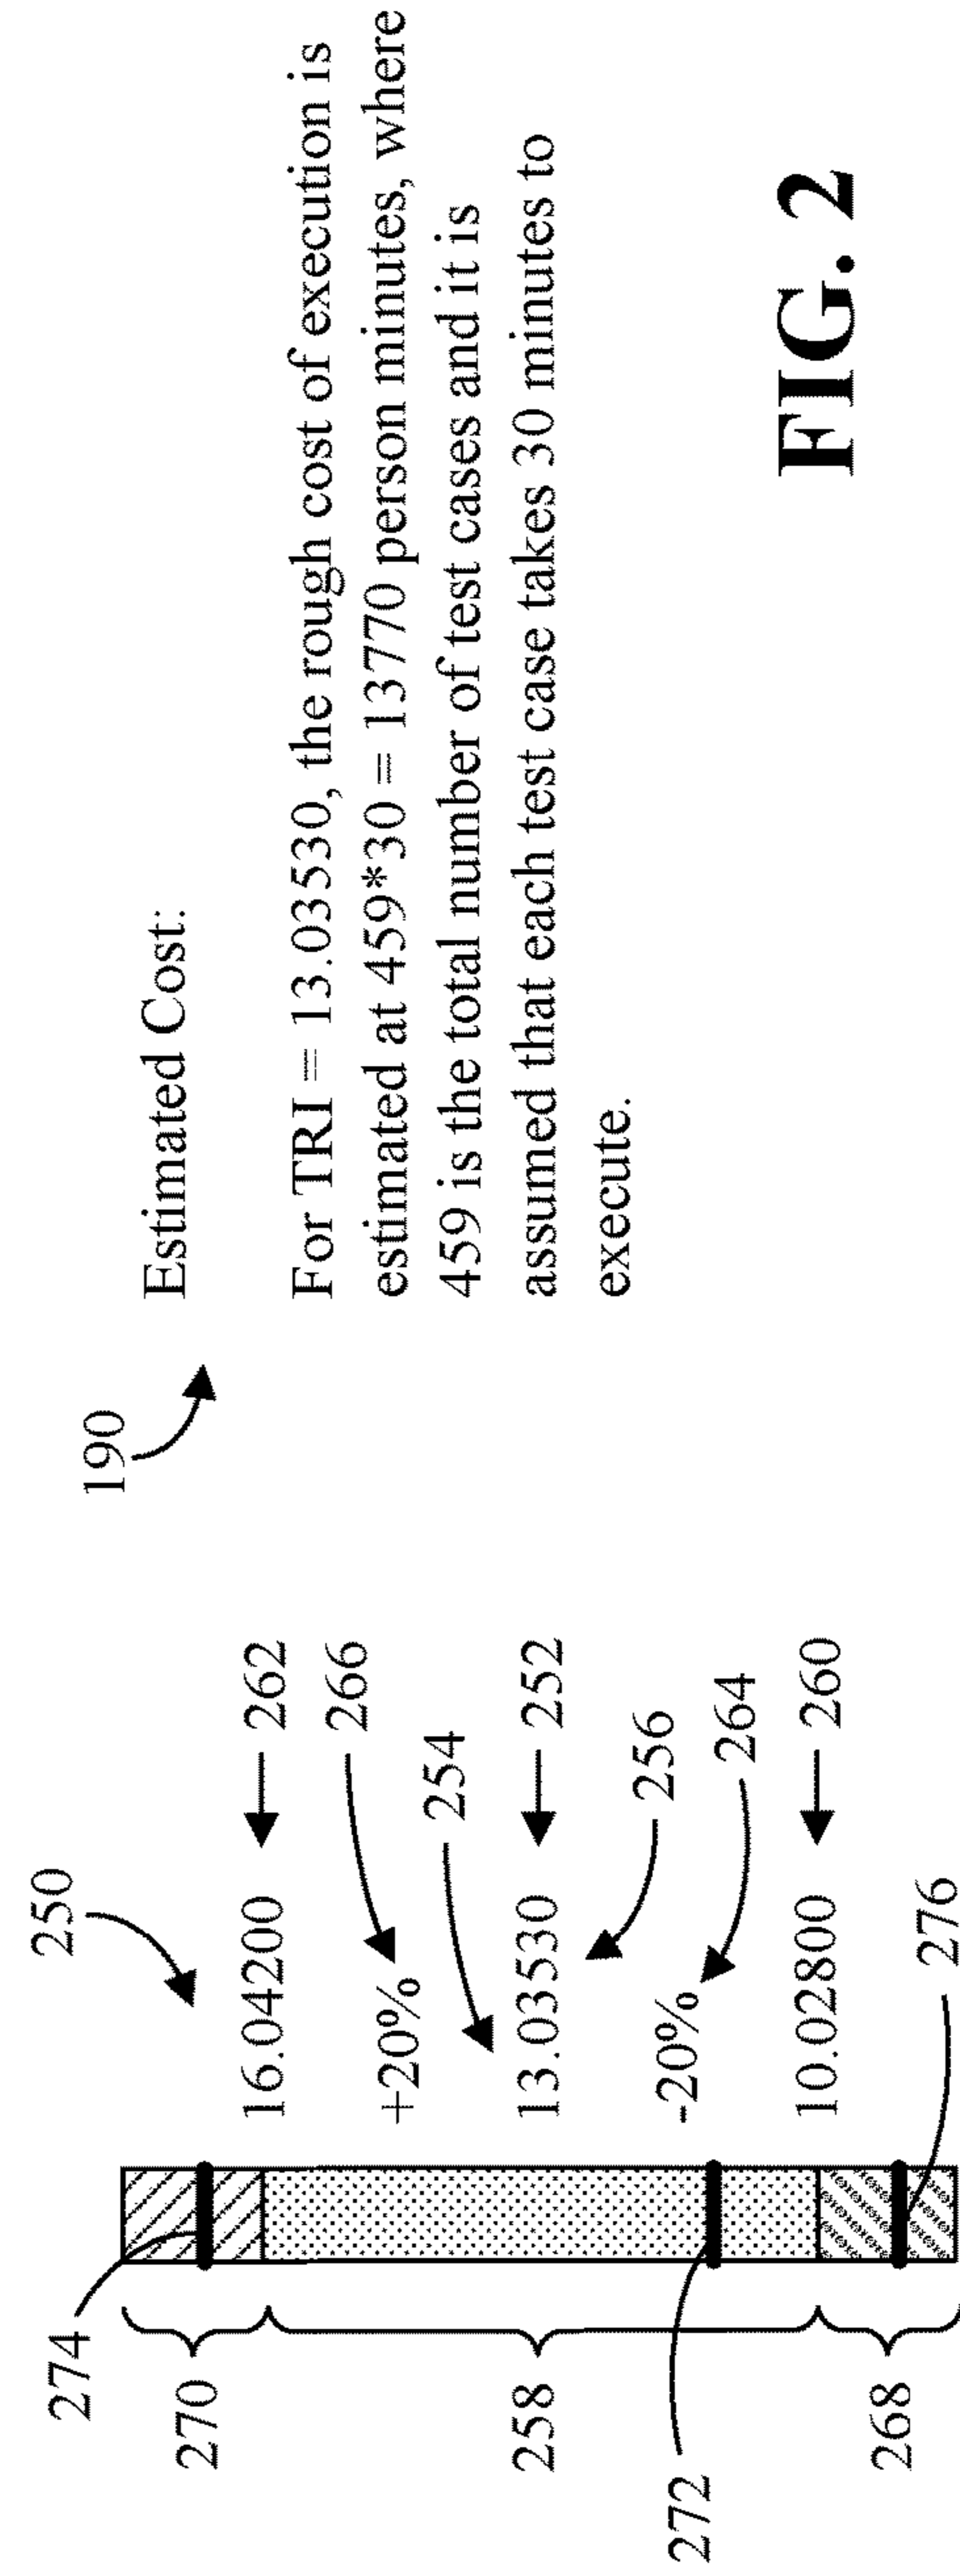 250
274
270
16.04200
262
+20%
266
254
258
13.03530
252
256
-20%
264
272
268
10.02800
260
276
190
Estimated Cost:
For TRI = 13.03530, the rough cost of execution is
estimated at 459*30 = 13770 person minutes, where
459 is the total number of test cases and it is
assumed that each test case takes 30 minutes to
execute.
FIG. 2